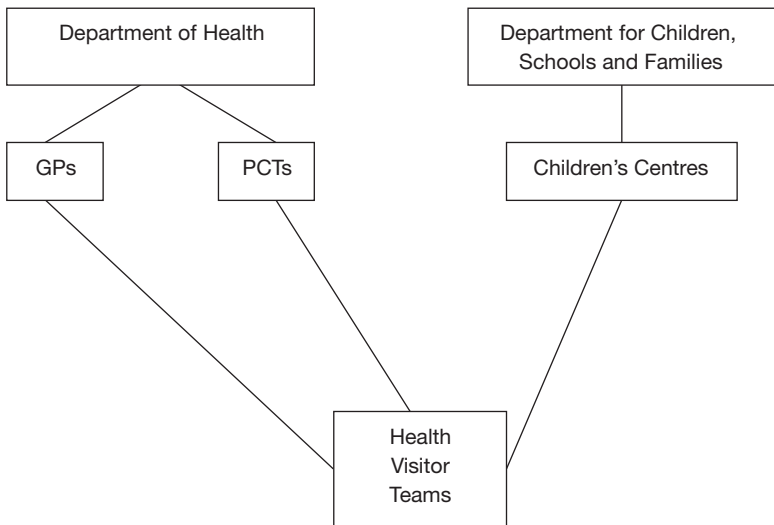 Department of Health
Department for Children,
Schools and Families
GPs
PCTs
Children’s Centres
Health
Visitor
Teams